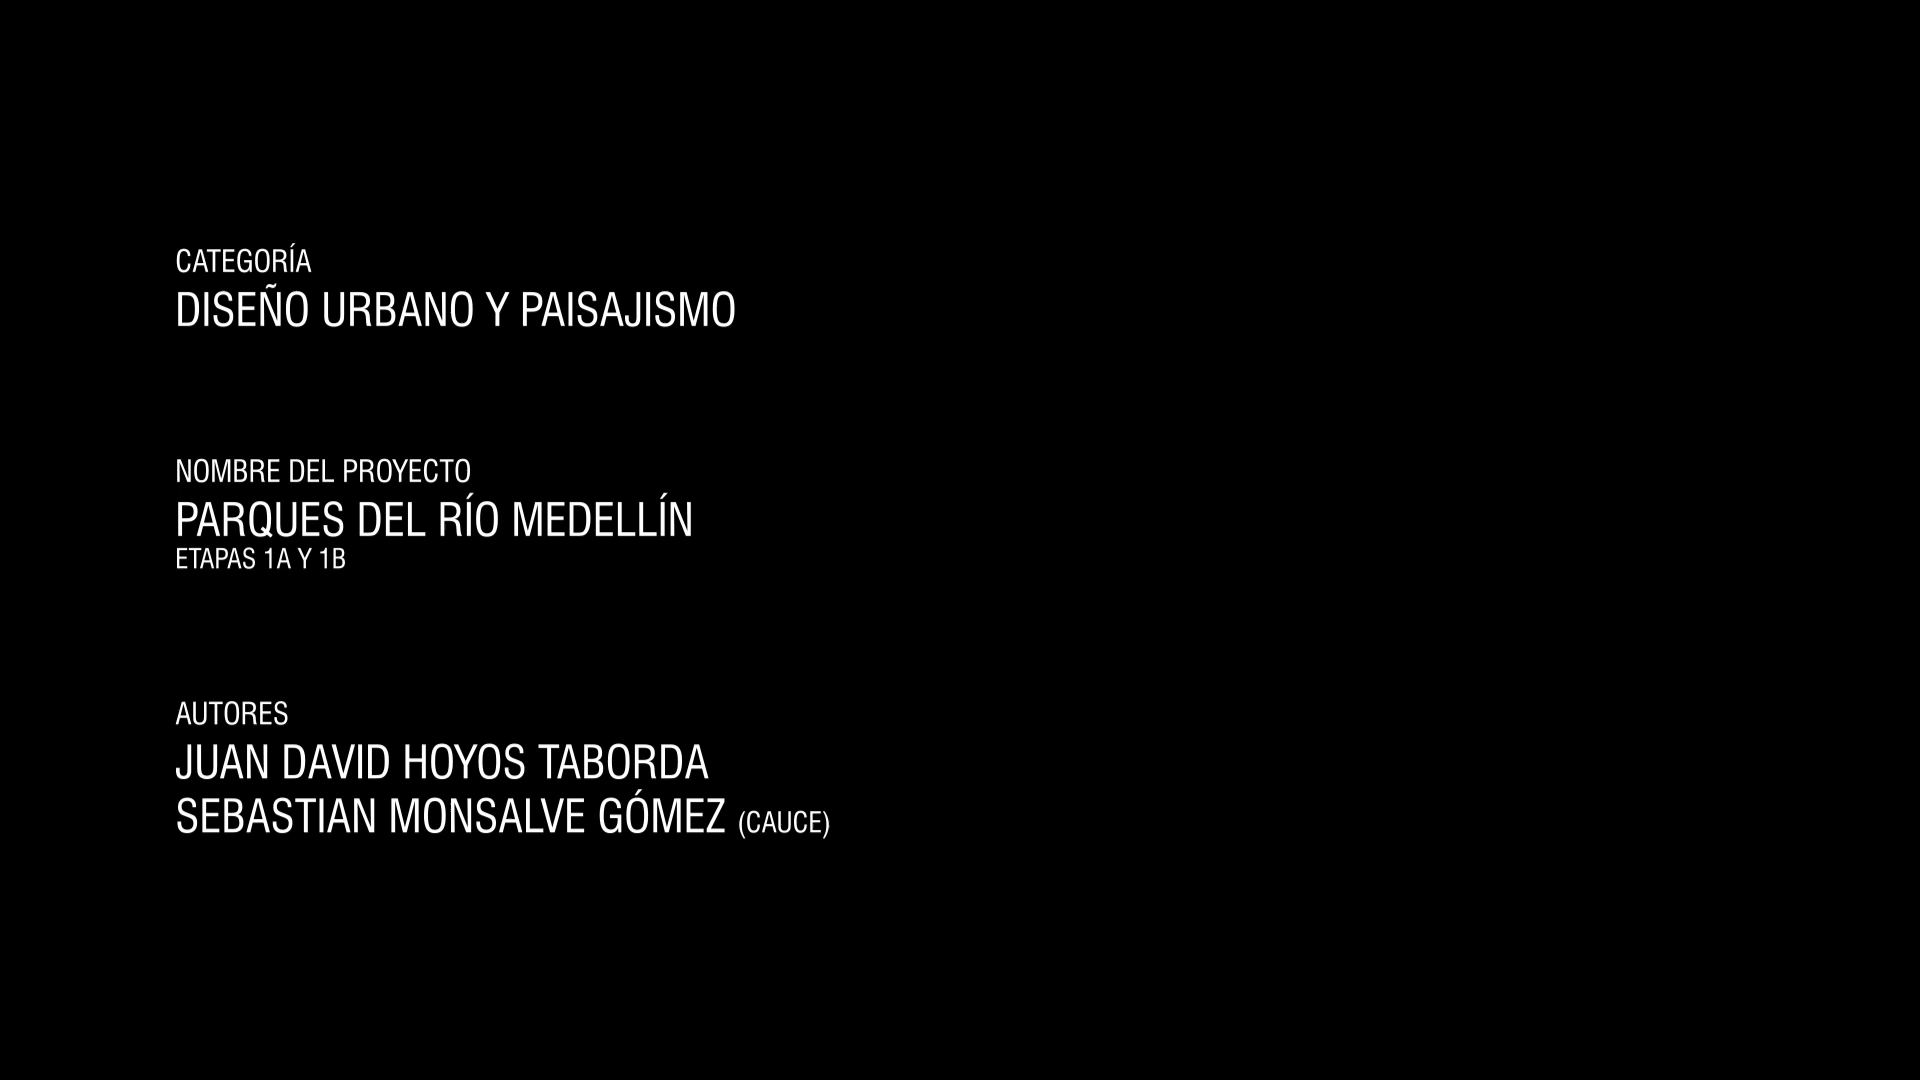 CATEGORÍA
DISEÑO URBANO Y PAISAJISMO
NOMBRE DEL PROYECTO
PARQUES DEL RÍO MEDELLÍN
ETAPAS 1A Y 1B
AUTORES
JUAN DAVID HOYOS TABORDA
SEBASTIAN MONSALVE GÓMEZ (CAUCE)